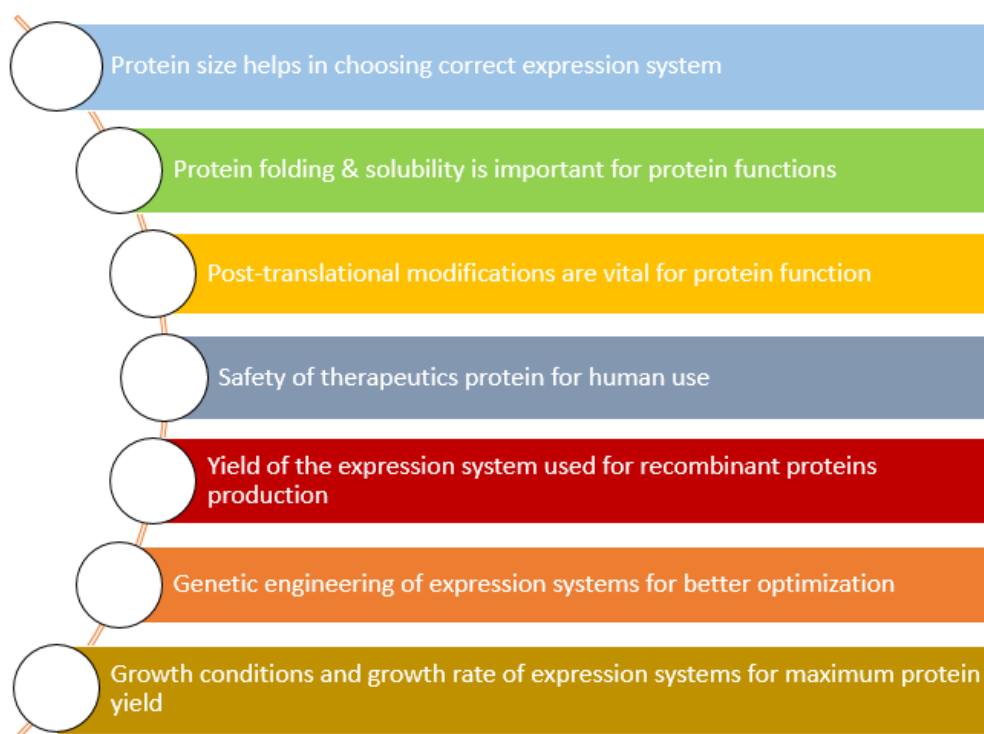 Protein size helps in choosing correct expression system
Protein folding & solubility is important for protein functions
Post-translational modifications are vital for protein function
Safety of therapeutics protein for human use
Yield of the expression system used for recombinant proteins
production
Genetic engineering of expression systems for better optimization
Growth conditions and growth rate of expression systems for maximum protein
yield